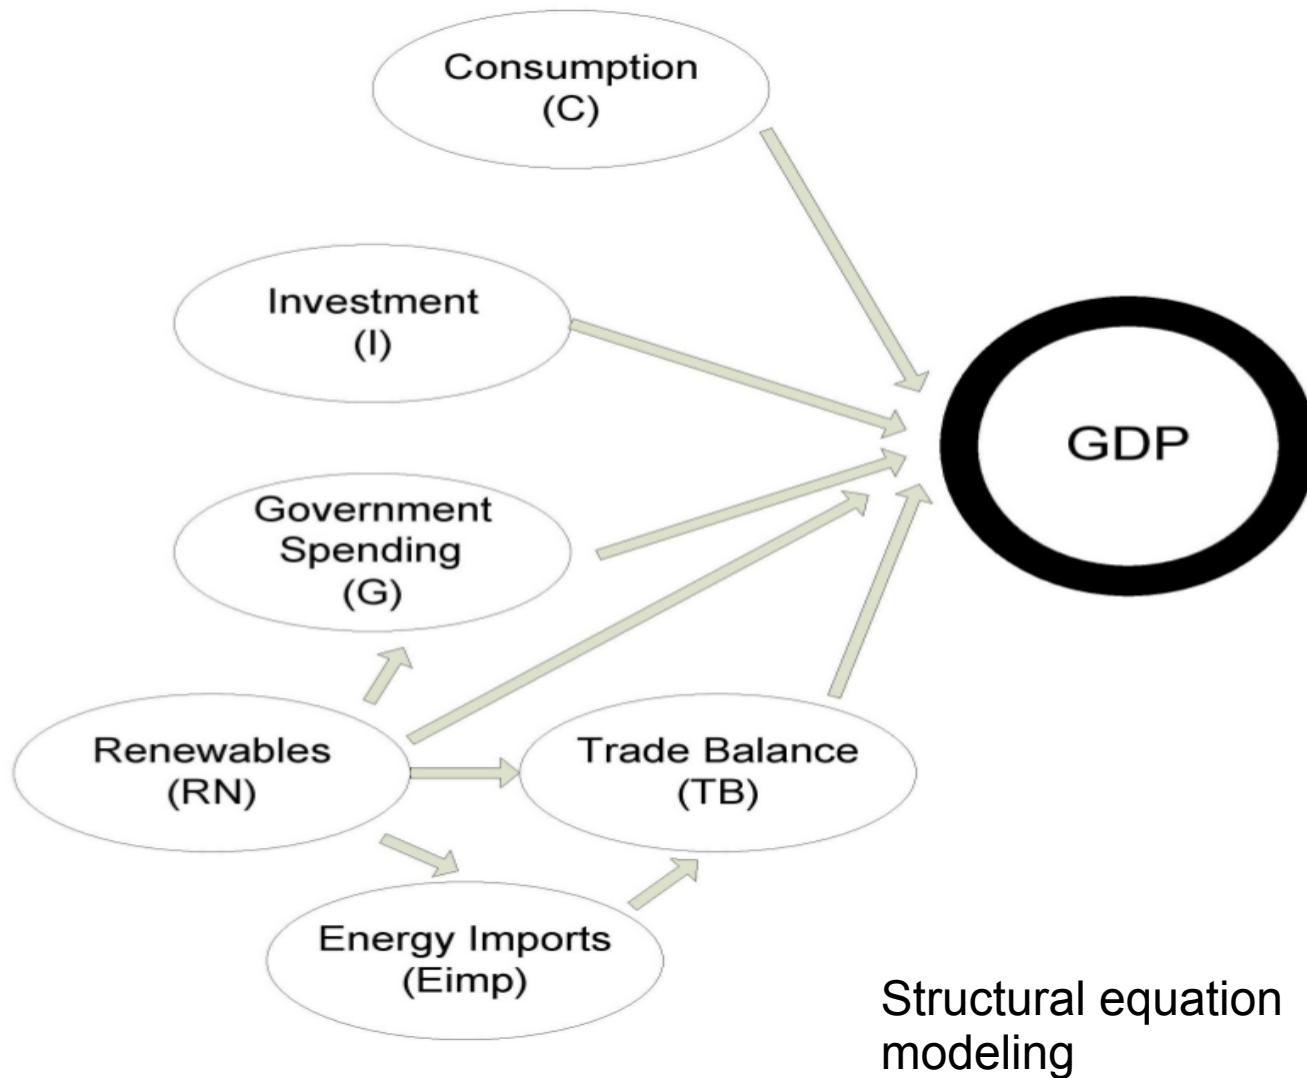 Consumption
(C)
Investment
(I)
GDP
Government
Spending
(G)
Renewables
(RN)
Trade Balance
(TB)
Energy Imports
(Eimp)
Structural equation
modeling